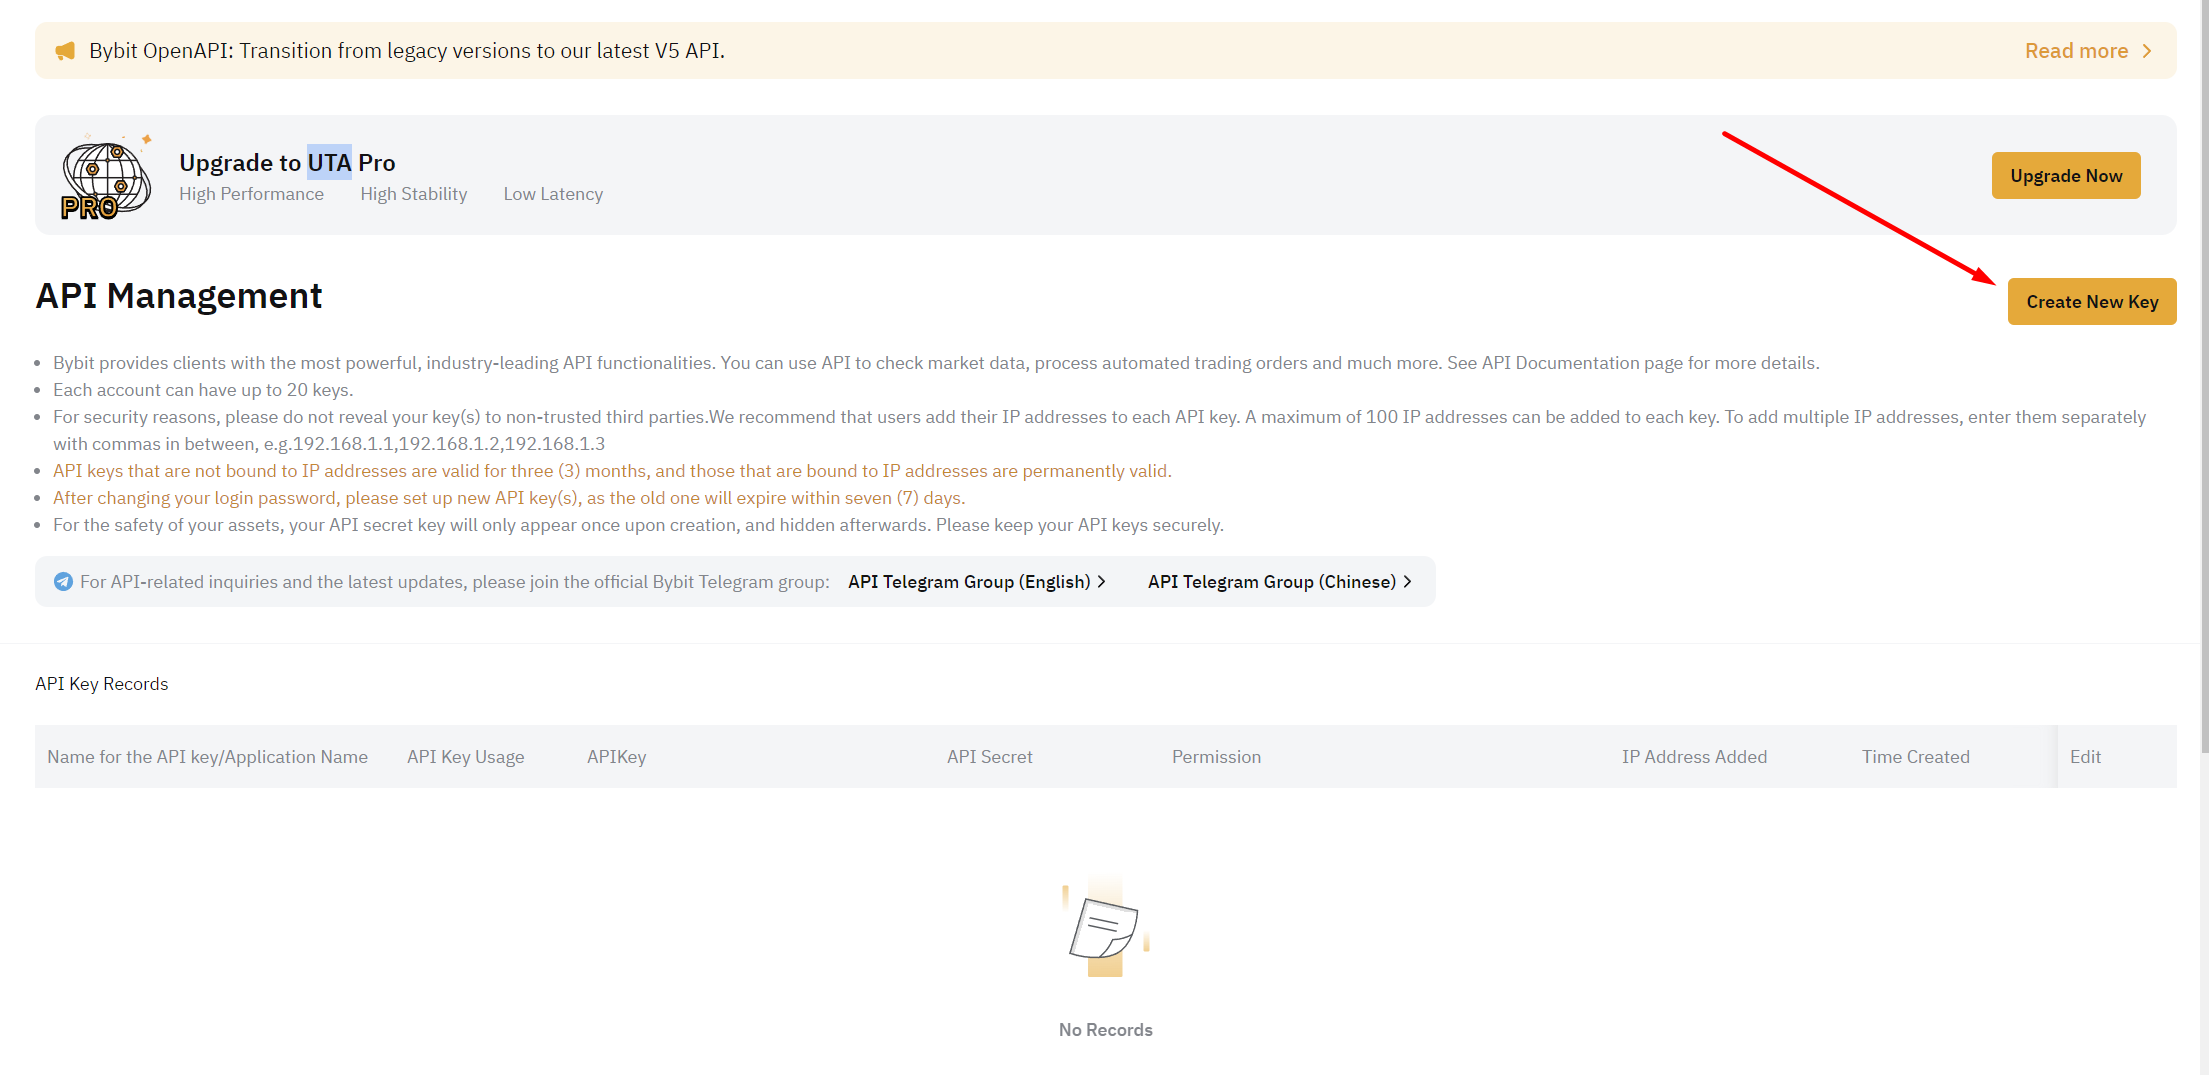 Bybit OpenAPI: Transition from legacy versions to our latest V5 API.
Read more
PRO
Upgrade to UTA Pro
High Performance High Stability Low Latency
Upgrade Now
API Management
Create New Key
Bybit provides clients with the most powerful, industry-leading API functionalities. You can use API to check market data, process automated trading orders and much more. See API Documentation page for more details.
Each account can have up to 20 keys.
For security reasons, please do not reveal your key(s) to non-trusted third parties.We recommend that users add their IP addresses to each API key. A maximum of 100 IP addresses can be added to each key. To add multiple IP addresses, enter them separately
with commas in between, e.g.192.168.1.1,192.168.1.2,192.168.1.3
API keys that are not bound to IP addresses are valid for three (3) months, and those that are bound to IP addresses are permanently valid.
After changing your login password, please set up new API key(s), as the old one will expire within seven (7) days.
For the safety of your assets, your API secret key will only appear once upon creation, and hidden afterwards. Please keep your API keys securely.
For API-related inquiries and the latest updates, please join the official Bybit Telegram group: API Telegram Group (English) API Telegram Group (Chinese)
API Key Records
Name for the API key/Application Name API Key Usage APIKey API Secret Permission IP Address Added Time Created Edit
No Records